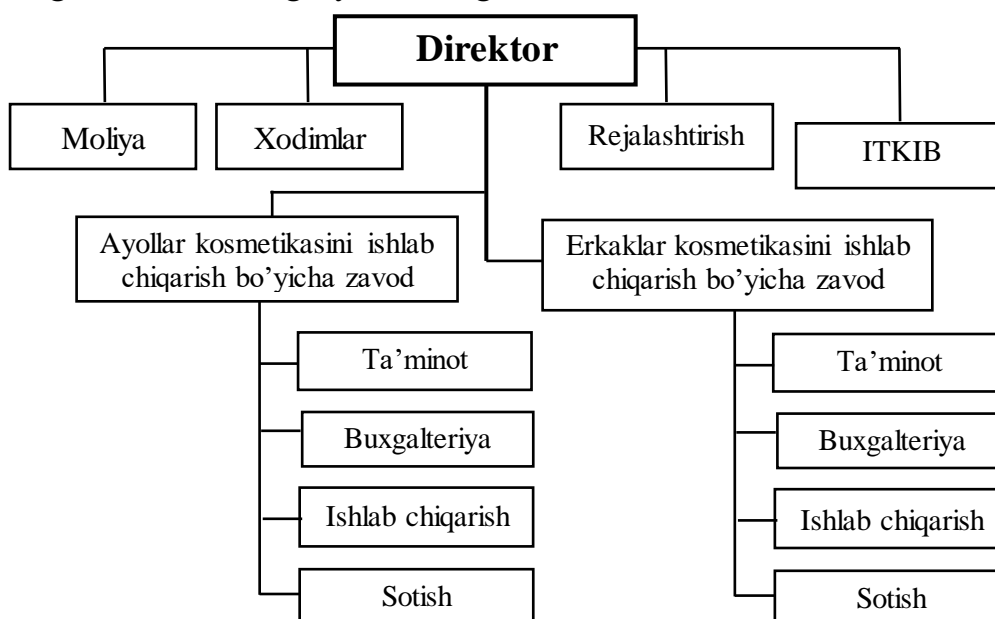 Direktor
Moliya
Xodimlar
Rejalashtirish
ITKIB
Ayollar kosmetikasini ishlab
chiqarish bo’yicha zavod
Erkaklar kosmetikasini ishlab
chiqarish bo’yicha zavod
Ta’minot
Buxgalteriya
Ishlab chiqarish
Sotish
Ta’minot
Buxgalteriya
Ishlab chiqarish
Sotish